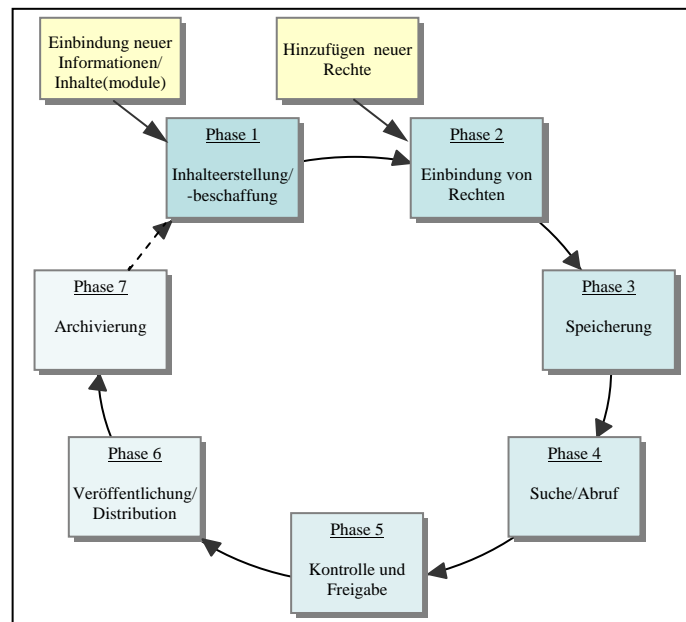 Einbindung neuer
Informationen/
Inhalte(module)
Hinzufügen neuer
Rechte
Phase 1
Inhalteerstellung/
-beschaffung
Phase 2
Einbindung von
Rechten
Phase 3
Speicherung
Phase 4
Suche/Abruf
Phase 5
Kontrolle und
Freigabe
Phase 6
Veröffentlichung/
Distribution
Phase 7
Archivierung